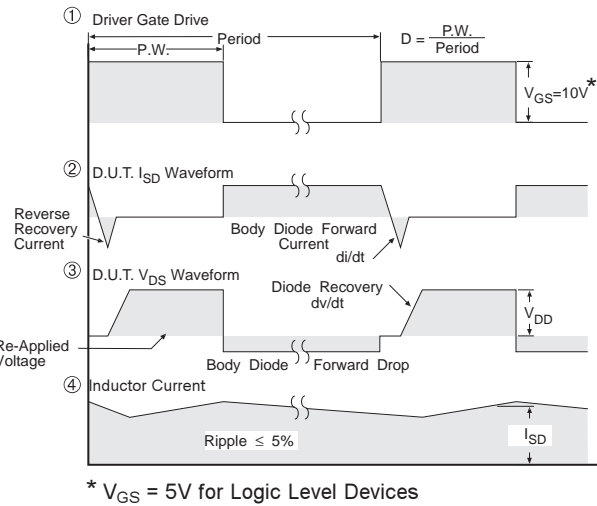 ① Driver Gate Drive
P.W.
Period
D = P.W. / Period
V_GS=10V *
② D.U.T. I_SD Waveform
Reverse
Recovery
Current
Body Diode Forward
Current
di/dt
③ D.U.T. V_DS Waveform
Diode Recovery
dv/dt
V_DD
Re-Applied
Voltage
Body Diode Forward Drop
④ Inductor Current
Ripple ≤ 5%
I_SD
* V_GS = 5V for Logic Level Devices